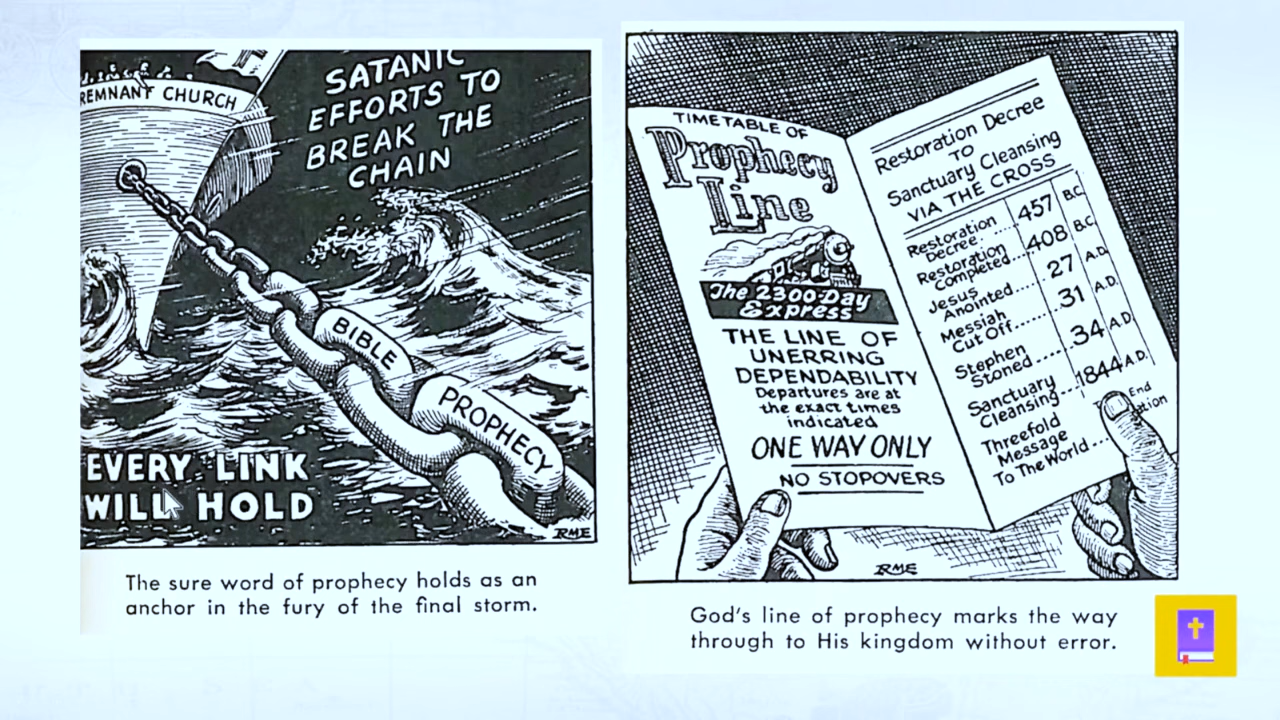 REMNANT CHURCH
SATANIC
EFFORTS TO
BREAK THE
CHAIN
BIBLE
PROPHECY
EVERY LINK
WILL HOLD
RME
The sure word of prophecy holds as an
anchor in the fury of the final storm.
TIME TABLE OF
Prophecy
Line
The 2300-Day
Express
THE LINE OF
UNERRING
DEPENDABILITY
Departures are at
the exact times
indicated
ONE WAY ONLY
NO STOPOVERS
Restoration Decree
TO
Sanctuary Cleansing
VIA THE CROSS
Restoration
Decree..... 457 B.C.
Restoration
Completed.... 408 B.C.
Jesus
Anointed..... 27 A.D.
Messiah
Cut Off...... 31 A.D.
Stephen
Stoned..... 34 A.D.
Sanctuary
Cleansing...1844 A.D.
Threefold
Message
To The World... End
RME
God's line of prophecy marks the way
through to His kingdom without error.